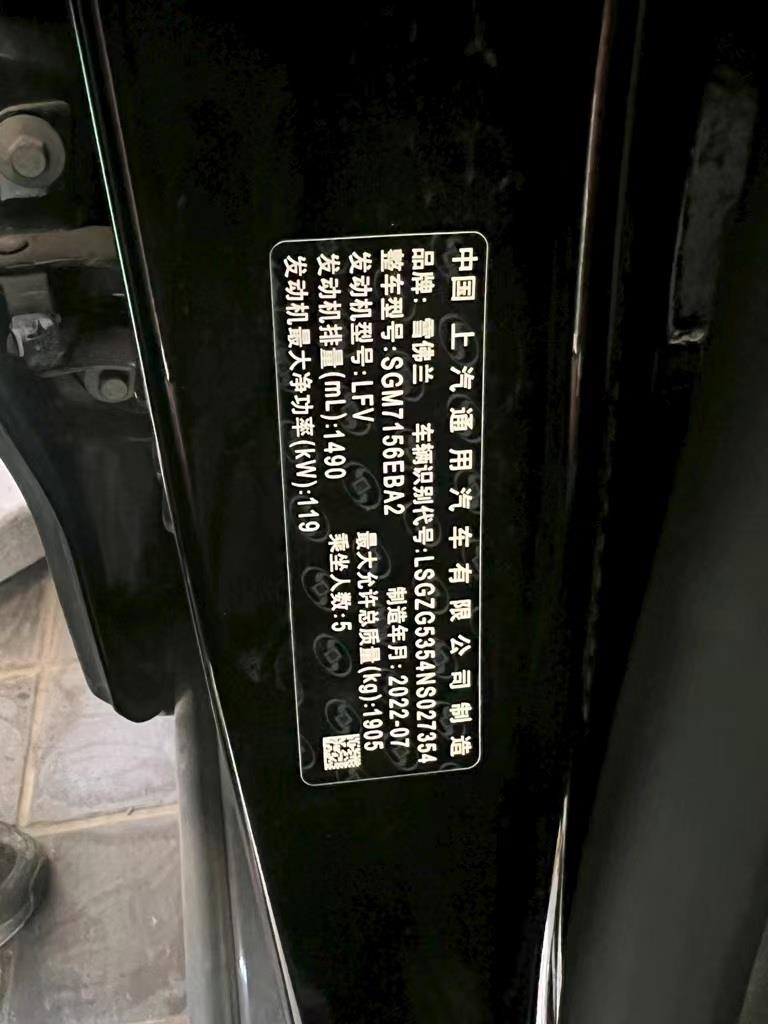 中国 上汽通用汽车有限公司制造
品牌: 雪佛兰 车辆识别代号:LSGZG5354NS027354
整车型号:SGM7156EBA2 制造年月: 2022-07
发动机型号:LFV 最大允许总质量(kg):1905
发动机排量(mL):1490 乘坐人数:5
发动机最大净功率(kW):119